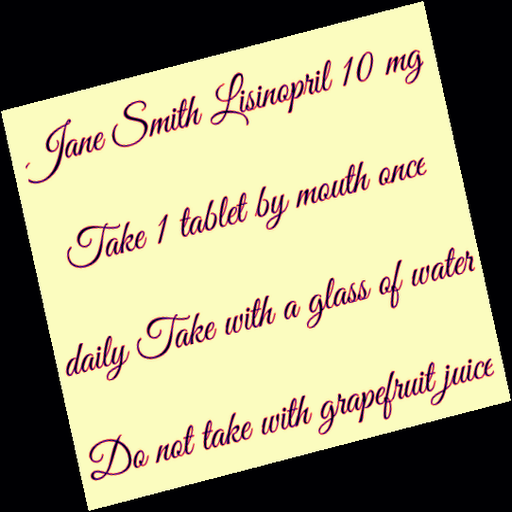 Jane Smith Lisinopril 10 mg
Take 1 tablet by mouth once
daily Take with a glass of water
Do not take with grapefruit juice